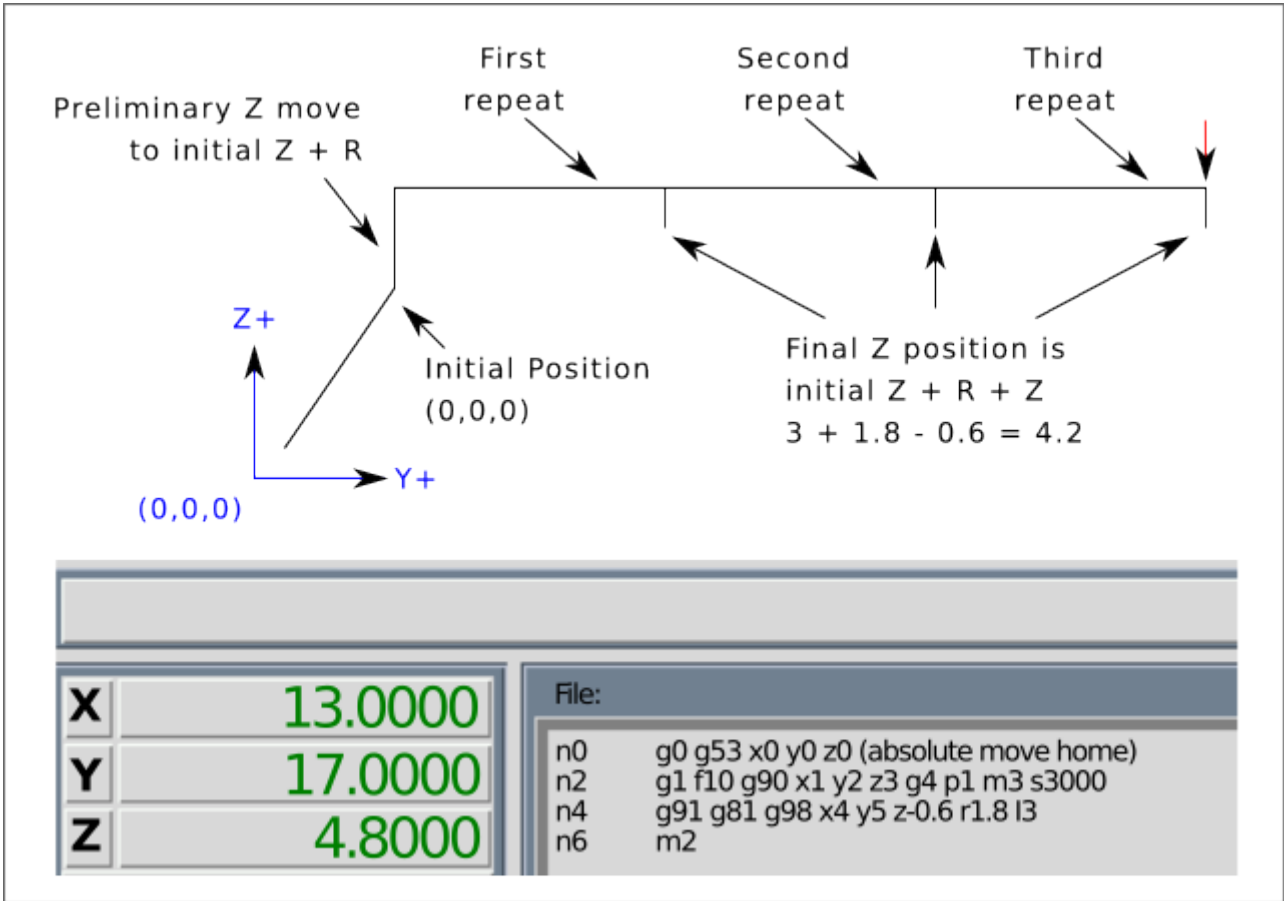 First
repeat
Second
repeat
Third
repeat
Preliminary Z move
to initial Z + R
Z+
Initial Position
(0,0,0)
Final Z position is
initial Z + R + Z
3 + 1.8 - 0.6 = 4.2
Y+
(0,0,0)
X 13.0000
Y 17.0000
Z 4.8000
File:
n0 g0 g53 x0 y0 z0 (absolute move home)
n2 g1 f10 g90 x1 y2 z3 g4 p1 m3 s3000
n4 g91 g81 g98 x4 y5 z-0.6 r1.8 l3
n6 m2